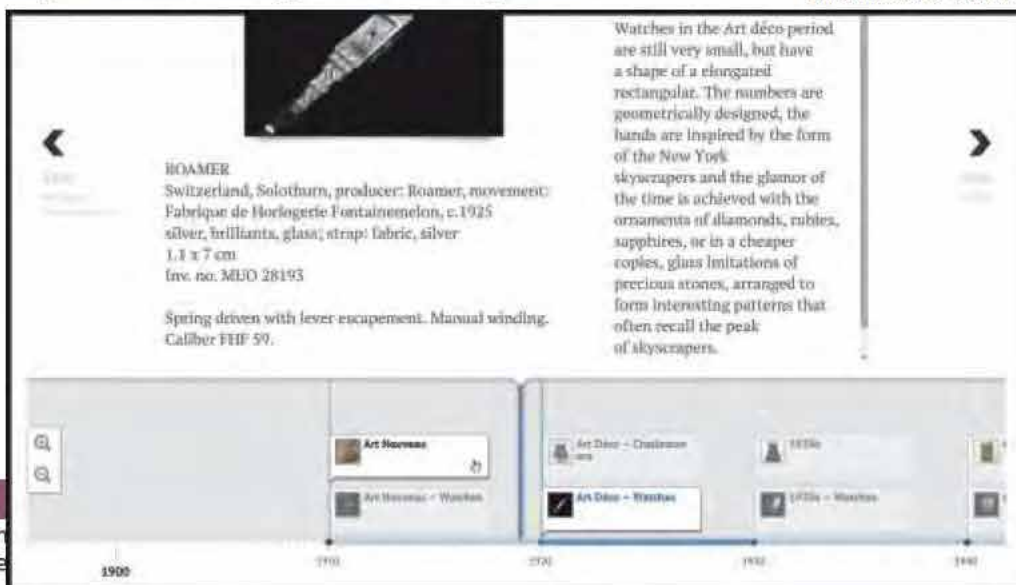 ROAMER
Switzerland, Solothurn, producer: Roamer, movement:
Fabrique de Horlogerie Fontainemelon, c.1925
silver, brilliants, glass; strap: fabric, silver
1.1 x 7 cm
Inv. no. MUO 28193
Spring driven with lever escapement. Manual winding.
Caliber FHF 59.
Watches in the Art déco period
are still very small, but have
a shape of a elongated
rectangular. The numbers are
geometrically designed, the
hands are inspired by the form
of the New York
skyscrapers and the glamor of
the time is achieved with the
ornaments of diamonds, rubies,
sapphires, or in a cheaper
copies, glass imitations of
precious stones, arranged to
form interesting patterns that
often recall the peak
of skyscrapers.
Art Nouveau
Art Déco –
1930s
Art Nouveau – Watches
Art Déco – Watches
1930s – Watches
1900
1910
1920
1930
1940